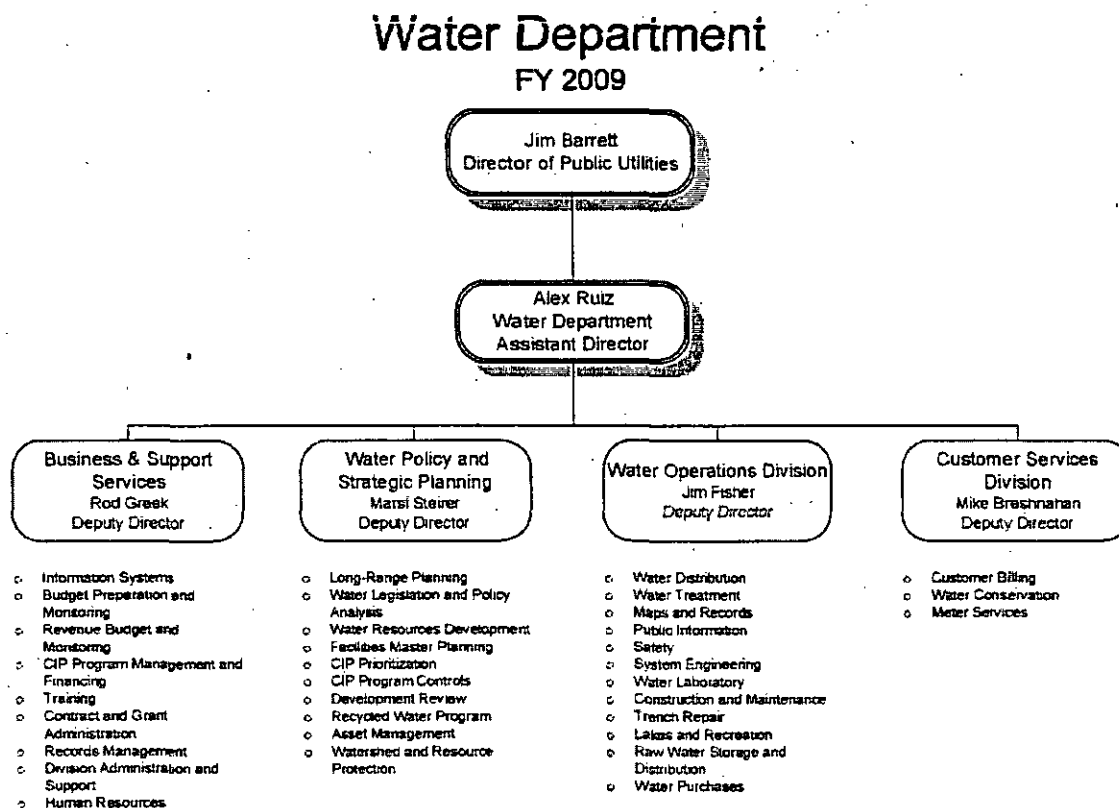 Water Department
FY 2009
Jim Barrett
Director of Public Utilities
Alex Ruiz
Water Department
Assistant Director
Business & Support
Services
Rod Greek
Deputy Director
Water Policy and
Strategic Planning
Marsi Steirer
Deputy Director
Water Operations Division
Jim Fisher
Deputy Director
Customer Services
Division
Mike Breshnahan
Deputy Director
Information Systems
Budget Preparation and
Monitoring
Revenue Budget and
Monitoring
CIP Program Management and
Financing
Training
Contract and Grant
Administration
Records Management
Division Administration and
Support
Human Resources
Long-Range Planning
Water Legislation and Policy
Analysis
Water Resources Development
Facilities Master Planning
CIP Prioritization
CIP Program Controls
Development Review
Recycled Water Program
Asset Management
Watershed and Resource
Protection
Water Distribution
Water Treatment
Maps and Records
Public Information
Safety
System Engineering
Water Laboratory
Construction and Maintenance
Trench Repair
Lakes and Recreation
Raw Water Storage and
Distribution
Water Purchases
Customer Billing
Water Conservation
Meter Services